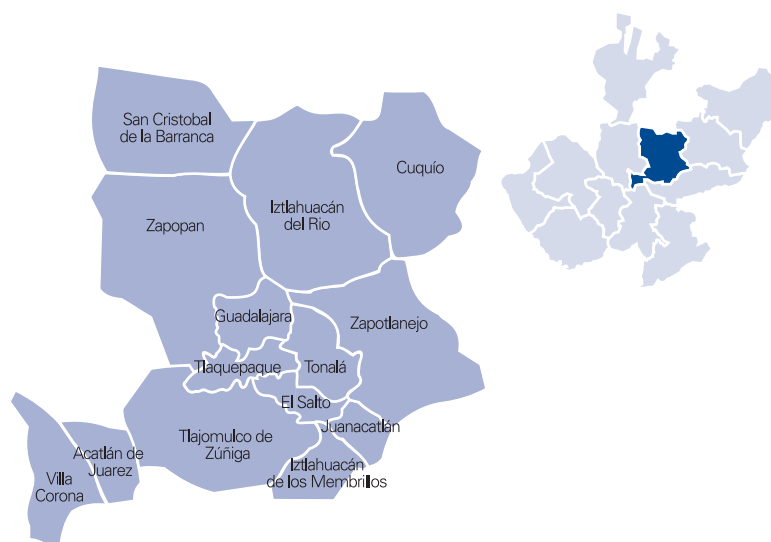 San Cristobal
de la Barranca
Cuquío
Iztlahuacán
del Rio
Zapopan
Guadalajara
Zapotlanejo
Tlaquepaque
Tonalá
El Salto
Juanacatlán
Tlajomulco de
Zúñiga
Acatlán de
Juarez
Iztlahuacán
de los Membrillos
Villa
Corona